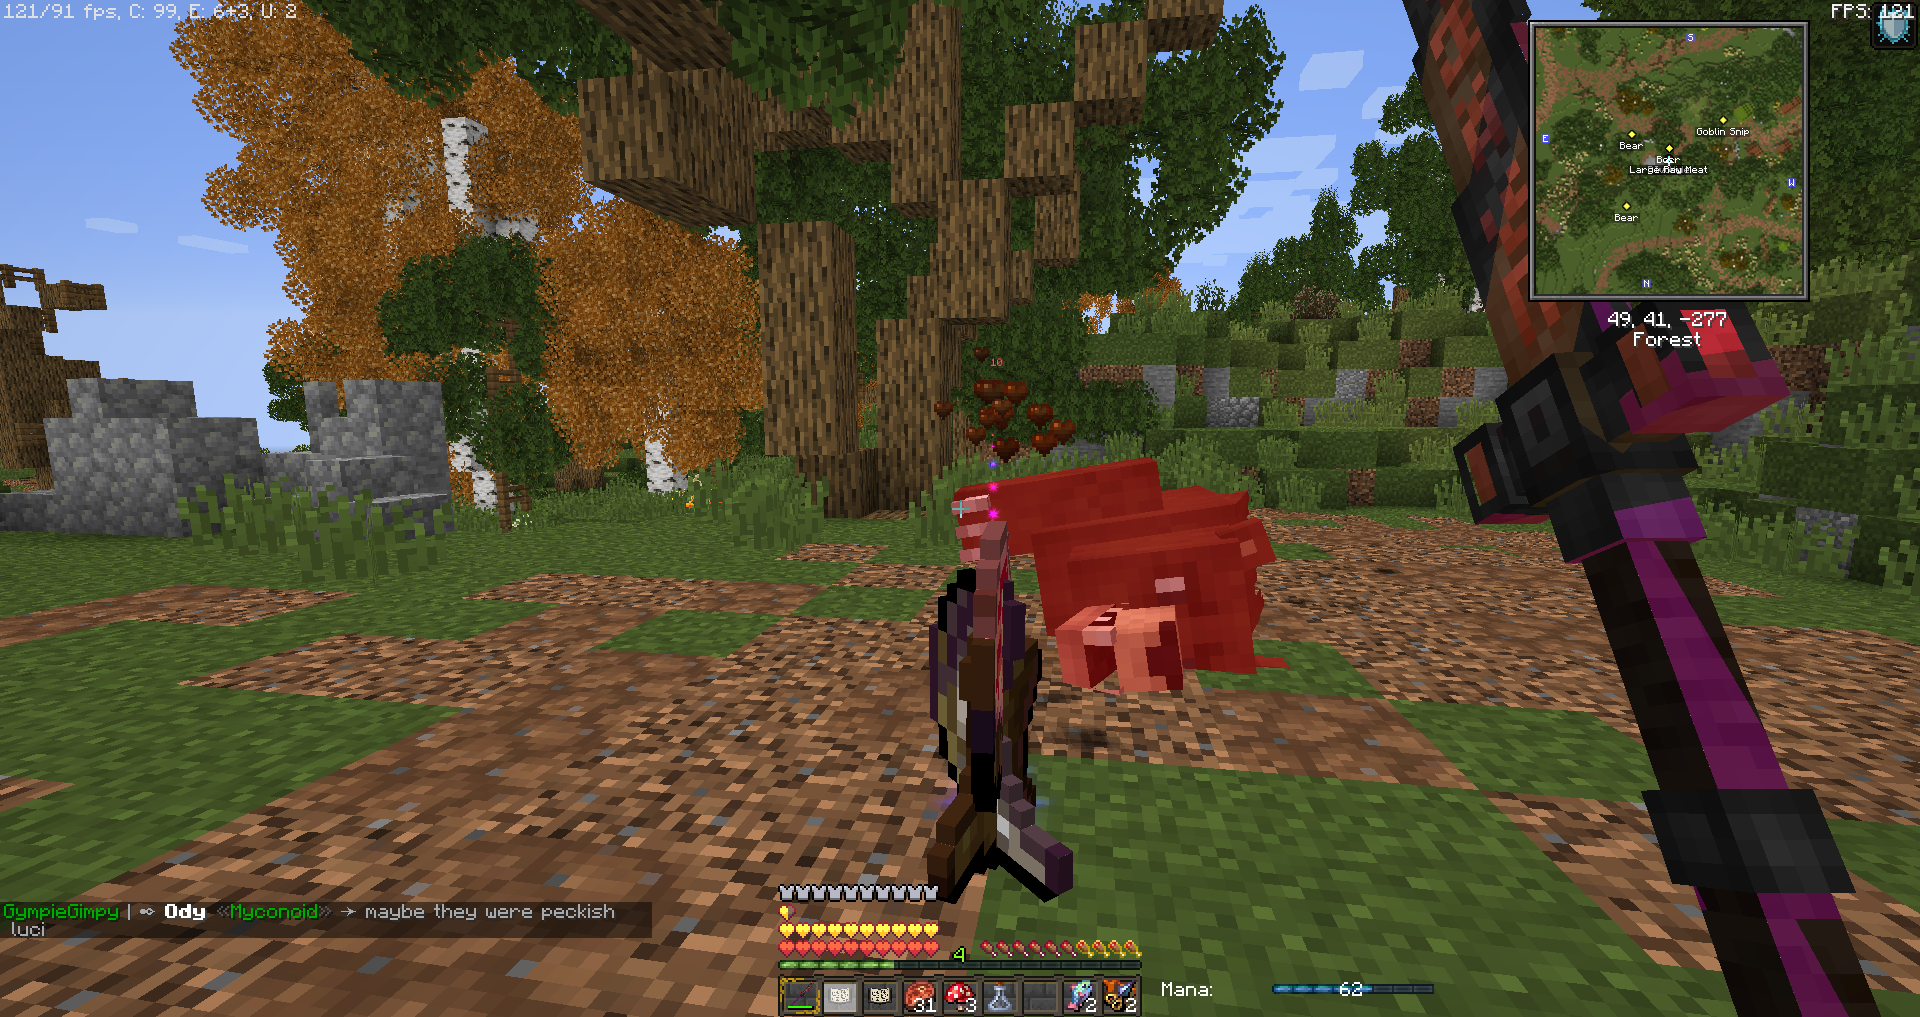 121/91 fps, C: 99, E: 6+3, U: 2
FPS: 121
S
Goblin Snip
E
Bear
Boar
Large Raw Meat
W
Bear
N
49, 41, -277
Forest
10
GympieGimpy | Ody «Myconoid» → maybe they were peckish
luci
4
31
3
2
2
Mana:
62